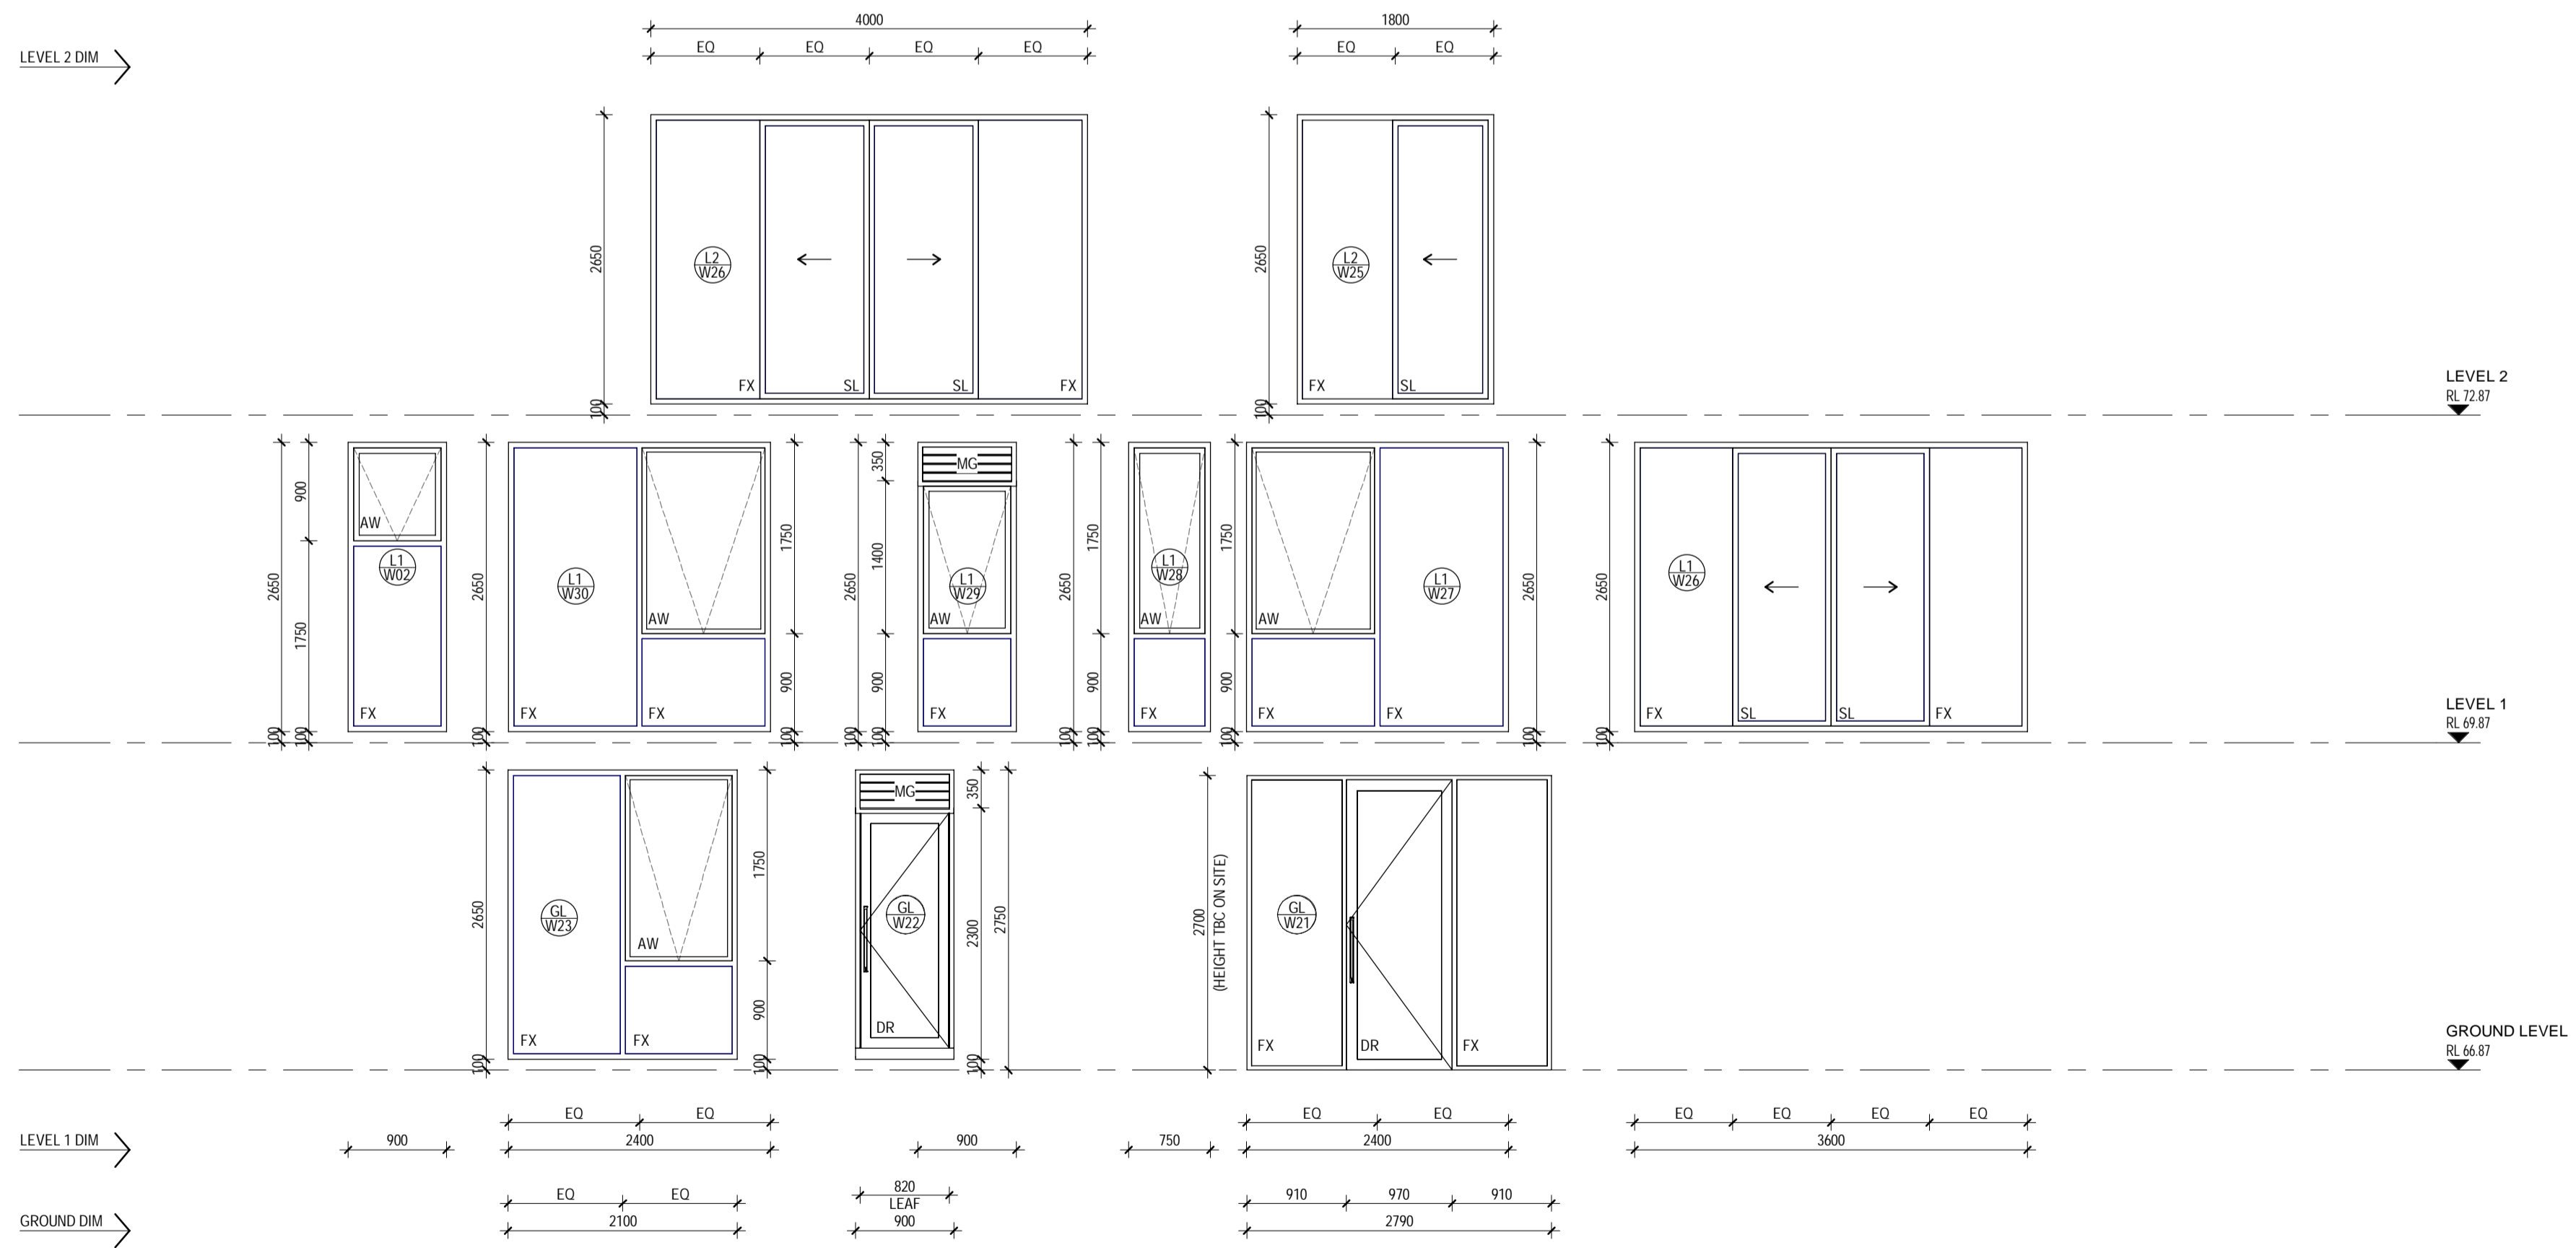 4000
1800
EQ EQ EQ EQ
EQ EQ
LEVEL 2 DIM
2650
2650
L2
W26
L2
W25
FX SL SL FX
FX SL
100
100
LEVEL 2
RL 72.87
2650
900
1750
100
100
AW
L1
W02
FX
2650
100
L1
W30
FX
AW
FX
1750
900
100
2650
100
350
1400
900
100
MG
L1
W29
AW
FX
2650
100
1750
900
100
L1
W28
AW
FX
1750
900
100
AW
FX
L1
W27
FX
2650
100
2650
100
L1
W26
FX SL SL FX
LEVEL 1
RL 69.87
2650
100
GL
W23
FX
AW
FX
1750
900
100
MG
GL
W22
DR
350
2300
100
2750
2700
(HEIGHT TBC ON SITE)
GL
W21
FX DR FX
GROUND LEVEL
RL 66.87
EQ EQ
EQ EQ
EQ EQ EQ EQ
LEVEL 1 DIM
900
2400
900
750
2400
3600
EQ EQ
820
LEAF
910 970 910
GROUND DIM
2100
900
2790